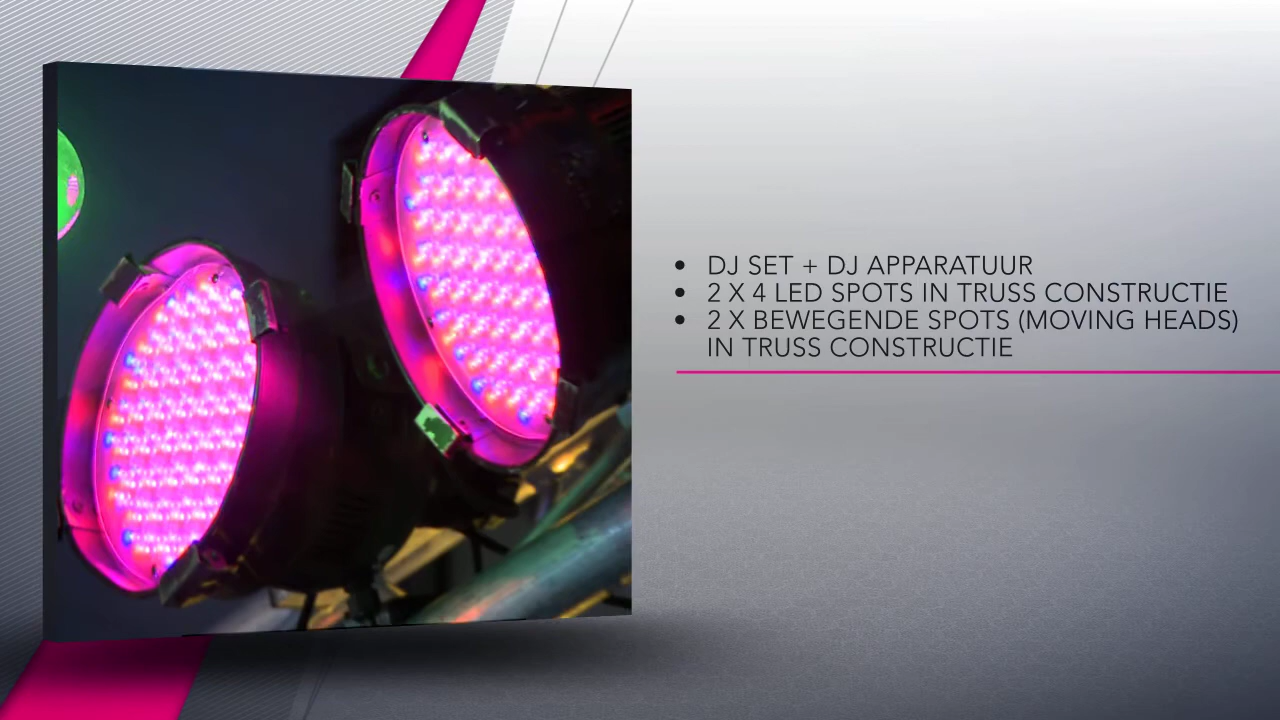 • DJ SET + DJ APPARATUUR
• 2 X 4 LED SPOTS IN TRUSS CONSTRUCTIE
• 2 X BEWEGENDE SPOTS (MOVING HEADS)
IN TRUSS CONSTRUCTIE